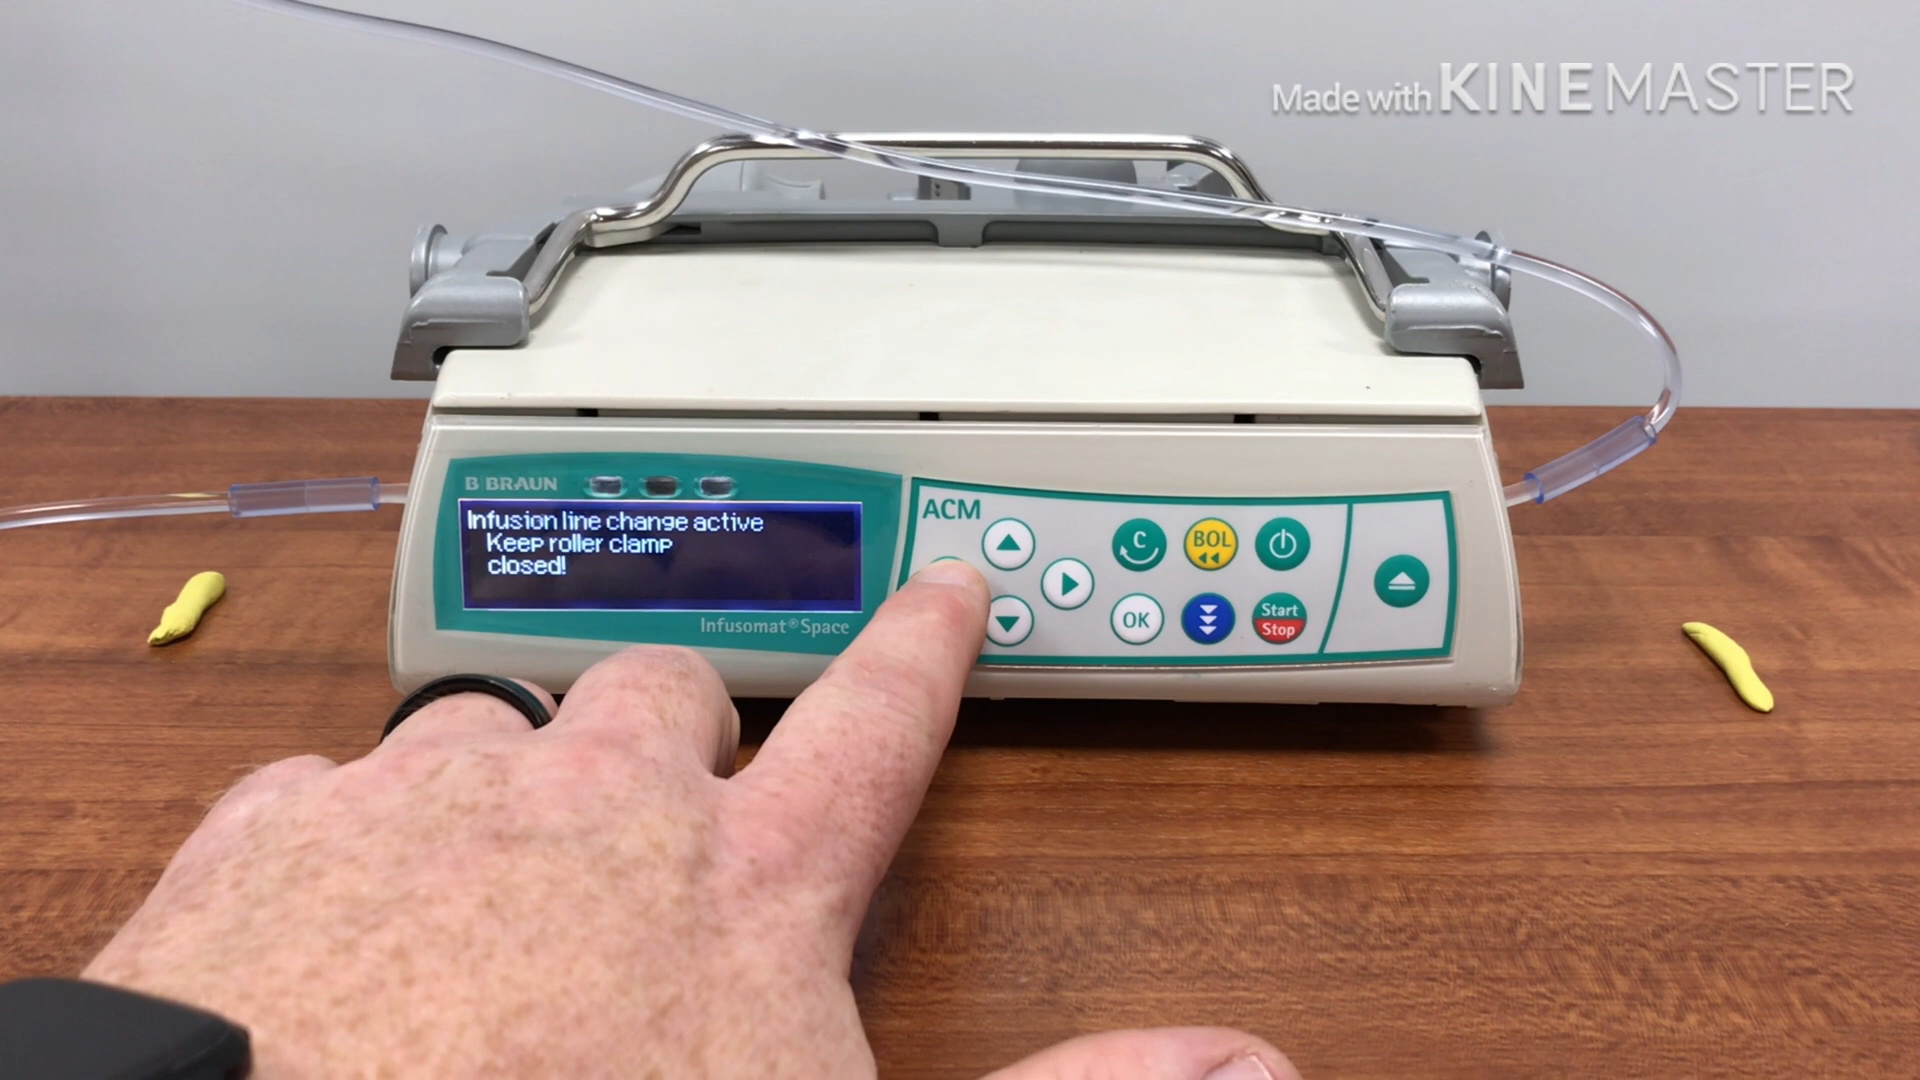 Made with KINEMASTER
B BRAUN
Infusion line change active
Keep roller clamp
closed!
Infusomat® Space
ACM
C
BOL
OK
Start
Stop